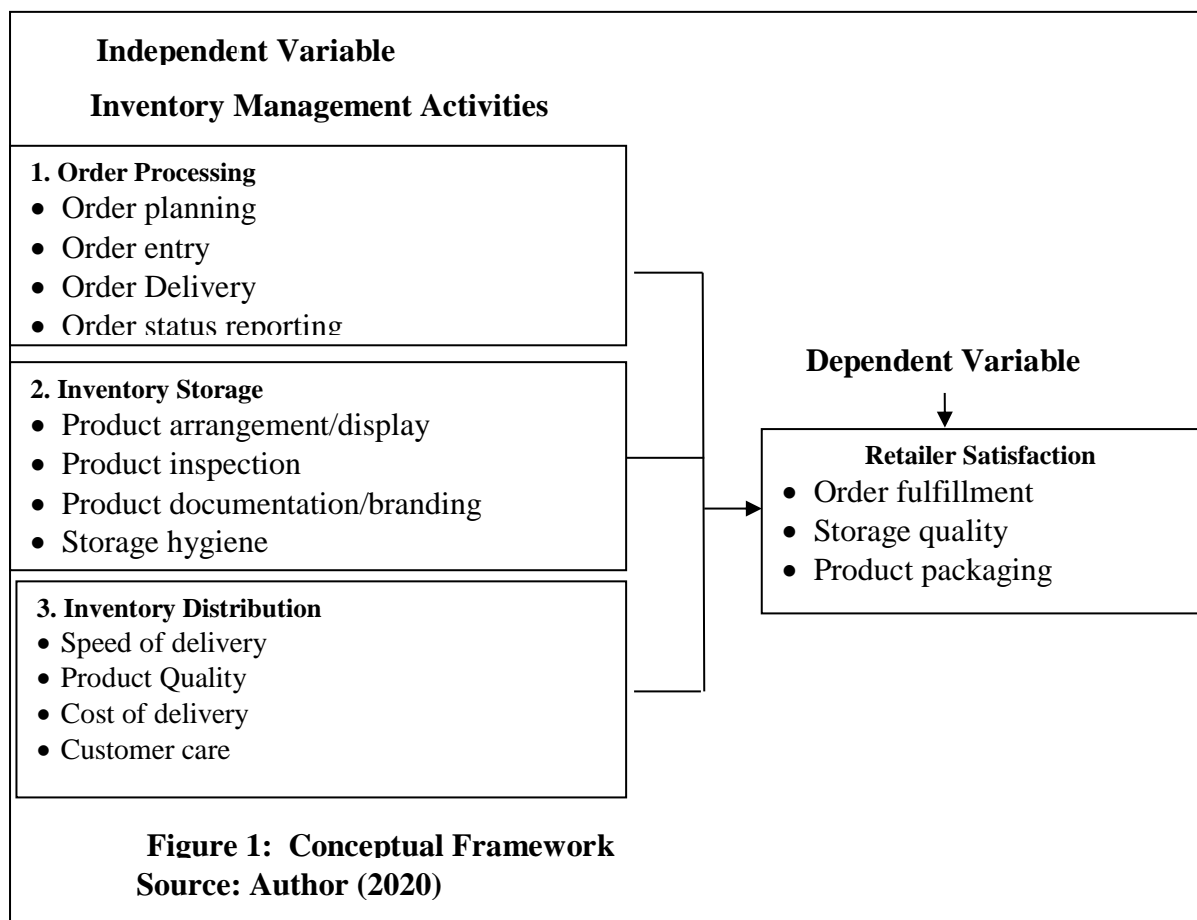 Independent Variable
Inventory Management Activities
1. Order Processing
• Order planning
• Order entry
• Order Delivery
• Order status reporting
2. Inventory Storage
• Product arrangement/display
• Product inspection
• Product documentation/branding
• Storage hygiene
3. Inventory Distribution
• Speed of delivery
• Product Quality
• Cost of delivery
• Customer care
Dependent Variable
Retailer Satisfaction
• Order fulfillment
• Storage quality
• Product packaging
Figure 1: Conceptual Framework
Source: Author (2020)